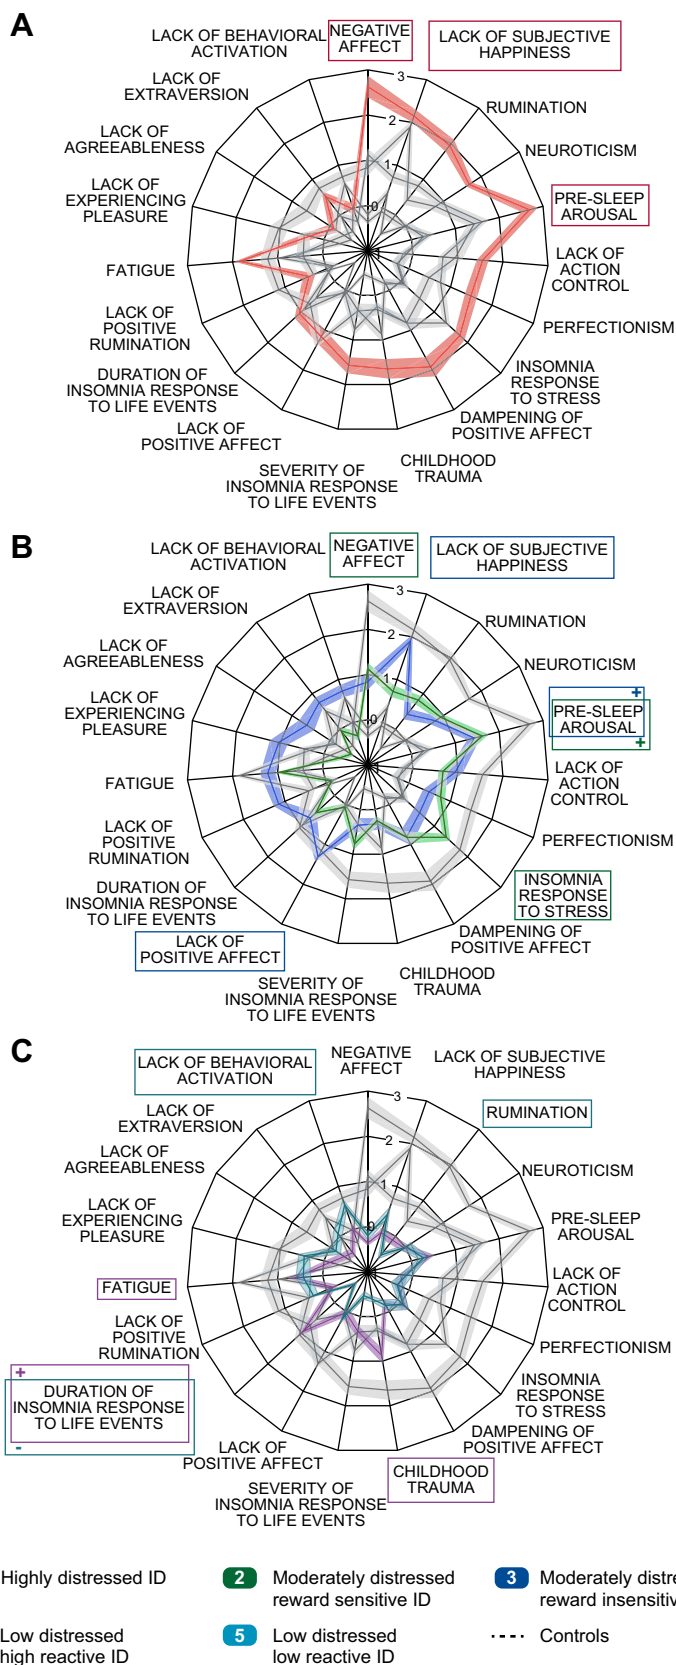 A
LACK OF BEHAVIORAL
ACTIVATION
NEGATIVE
AFFECT
LACK OF SUBJECTIVE
HAPPINESS
LACK OF
EXTRAVERSION
3
RUMINATION
2
LACK OF
AGREEABLENESS
NEUROTICISM
1
LACK OF
EXPERIENCING
PLEASURE
0
PRE-SLEEP
AROUSAL
FATIGUE
LACK OF
ACTION
CONTROL
LACK OF
POSITIVE
RUMINATION
PERFECTIONISM
DURATION OF
INSOMNIA RESPONSE
TO LIFE EVENTS
INSOMNIA
RESPONSE
TO STRESS
LACK OF
POSITIVE AFFECT
DAMPENING OF
POSITIVE AFFECT
SEVERITY OF
INSOMNIA RESPONSE
TO LIFE EVENTS
CHILDHOOD
TRAUMA
B
LACK OF BEHAVIORAL
ACTIVATION
NEGATIVE
AFFECT
LACK OF SUBJECTIVE
HAPPINESS
LACK OF
EXTRAVERSION
3
RUMINATION
2
LACK OF
AGREEABLENESS
NEUROTICISM
1
LACK OF
EXPERIENCING
PLEASURE
0
+
PRE-SLEEP
AROUSAL
+
FATIGUE
LACK OF
ACTION
CONTROL
LACK OF
POSITIVE
RUMINATION
PERFECTIONISM
DURATION OF
INSOMNIA RESPONSE
TO LIFE EVENTS
INSOMNIA
RESPONSE
TO STRESS
LACK OF
POSITIVE AFFECT
DAMPENING OF
POSITIVE AFFECT
SEVERITY OF
INSOMNIA RESPONSE
TO LIFE EVENTS
CHILDHOOD
TRAUMA
C
LACK OF BEHAVIORAL
ACTIVATION
NEGATIVE
AFFECT
LACK OF SUBJECTIVE
HAPPINESS
LACK OF
EXTRAVERSION
3
RUMINATION
2
LACK OF
AGREEABLENESS
NEUROTICISM
1
LACK OF
EXPERIENCING
PLEASURE
0
PRE-SLEEP
AROUSAL
FATIGUE
LACK OF
ACTION
CONTROL
LACK OF
POSITIVE
RUMINATION
PERFECTIONISM
+
DURATION OF
INSOMNIA RESPONSE
TO LIFE EVENTS
-
INSOMNIA
RESPONSE
TO STRESS
LACK OF
POSITIVE AFFECT
DAMPENING OF
POSITIVE AFFECT
SEVERITY OF
INSOMNIA RESPONSE
TO LIFE EVENTS
CHILDHOOD
TRAUMA
Highly distressed ID
2 Moderately distressed
reward sensitive ID
3 Moderately distre
reward insensitiv
Low distressed
high reactive ID
5 Low distressed
low reactive ID
Controls